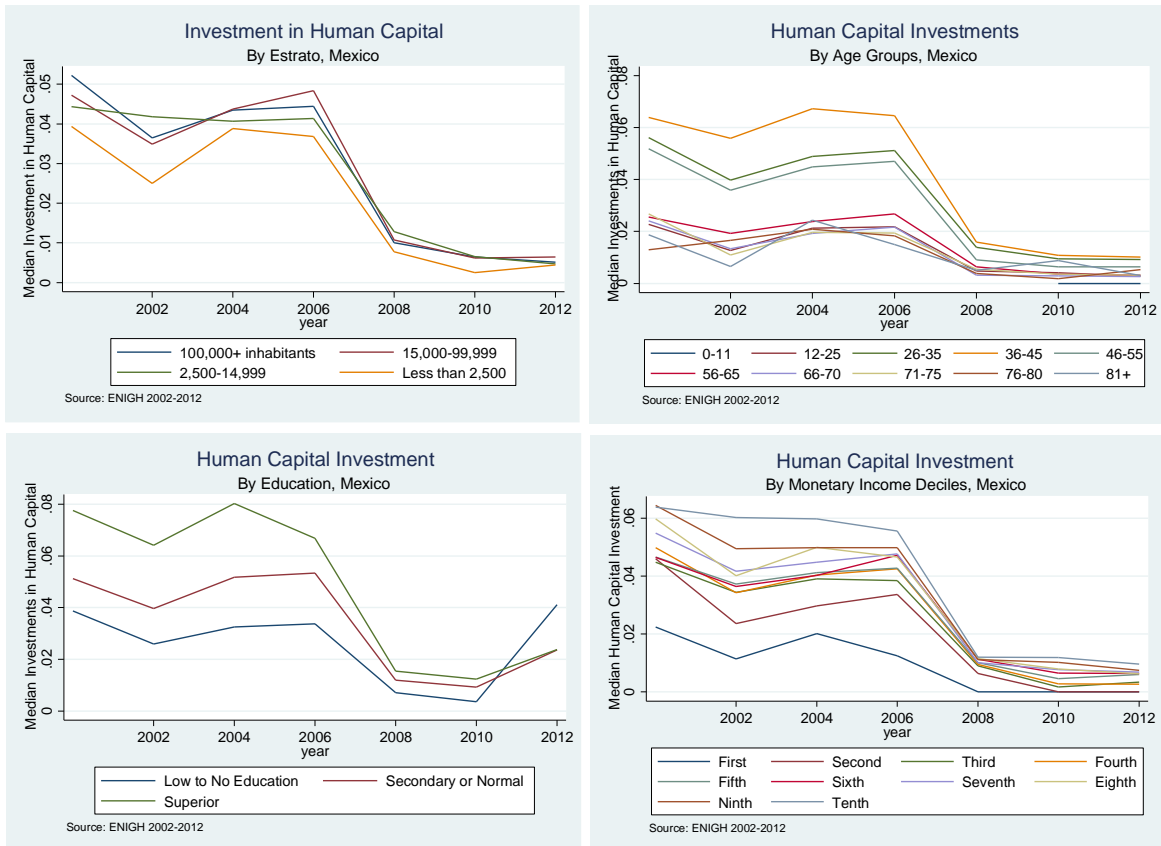 Investment in Human Capital
By Estrato, Mexico
Median Investment in Human Capital
.05
.04
.03
.02
.01
0
2002 2004 2006 2008 2010 2012
year
100,000+ inhabitants 15,000-99,999
2,500-14,999 Less than 2,500
Source: ENIGH 2002-2012
Human Capital Investments
By Age Groups, Mexico
Median Investments in Human Capital
.08
.06
.04
.02
0
2002 2004 2006 2008 2010 2012
year
0-11 12-25 26-35 36-45 46-55
56-65 66-70 71-75 76-80 81+
Source: ENIGH 2002-2012
Human Capital Investment
By Education, Mexico
Median Investments in Human Capital
.08
.06
.04
.02
0
2002 2004 2006 2008 2010 2012
year
Low to No Education Secondary or Normal
Superior
Source: ENIGH 2002-2012
Human Capital Investment
By Monetary Income Deciles, Mexico
Median Human Capital Investment
.06
.04
.02
0
2002 2004 2006 2008 2010 2012
year
First Second Third Fourth
Fifth Sixth Seventh Eighth
Ninth Tenth
Source: ENIGH 2002-2012